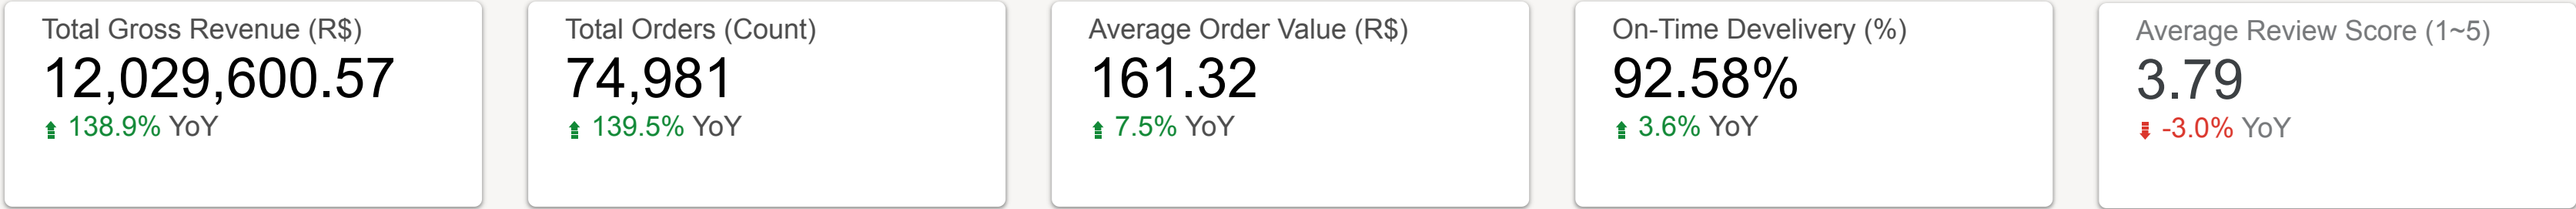 Total Gross Revenue (R$)
12,029,600.57
138.9% YoY
Total Orders (Count)
74,981
139.5% YoY
Average Order Value (R$)
161.32
7.5% YoY
On-Time Develivery (%)
92.58%
3.6% YoY
Average Review Score (1~5)
3.79
-3.0% YoY